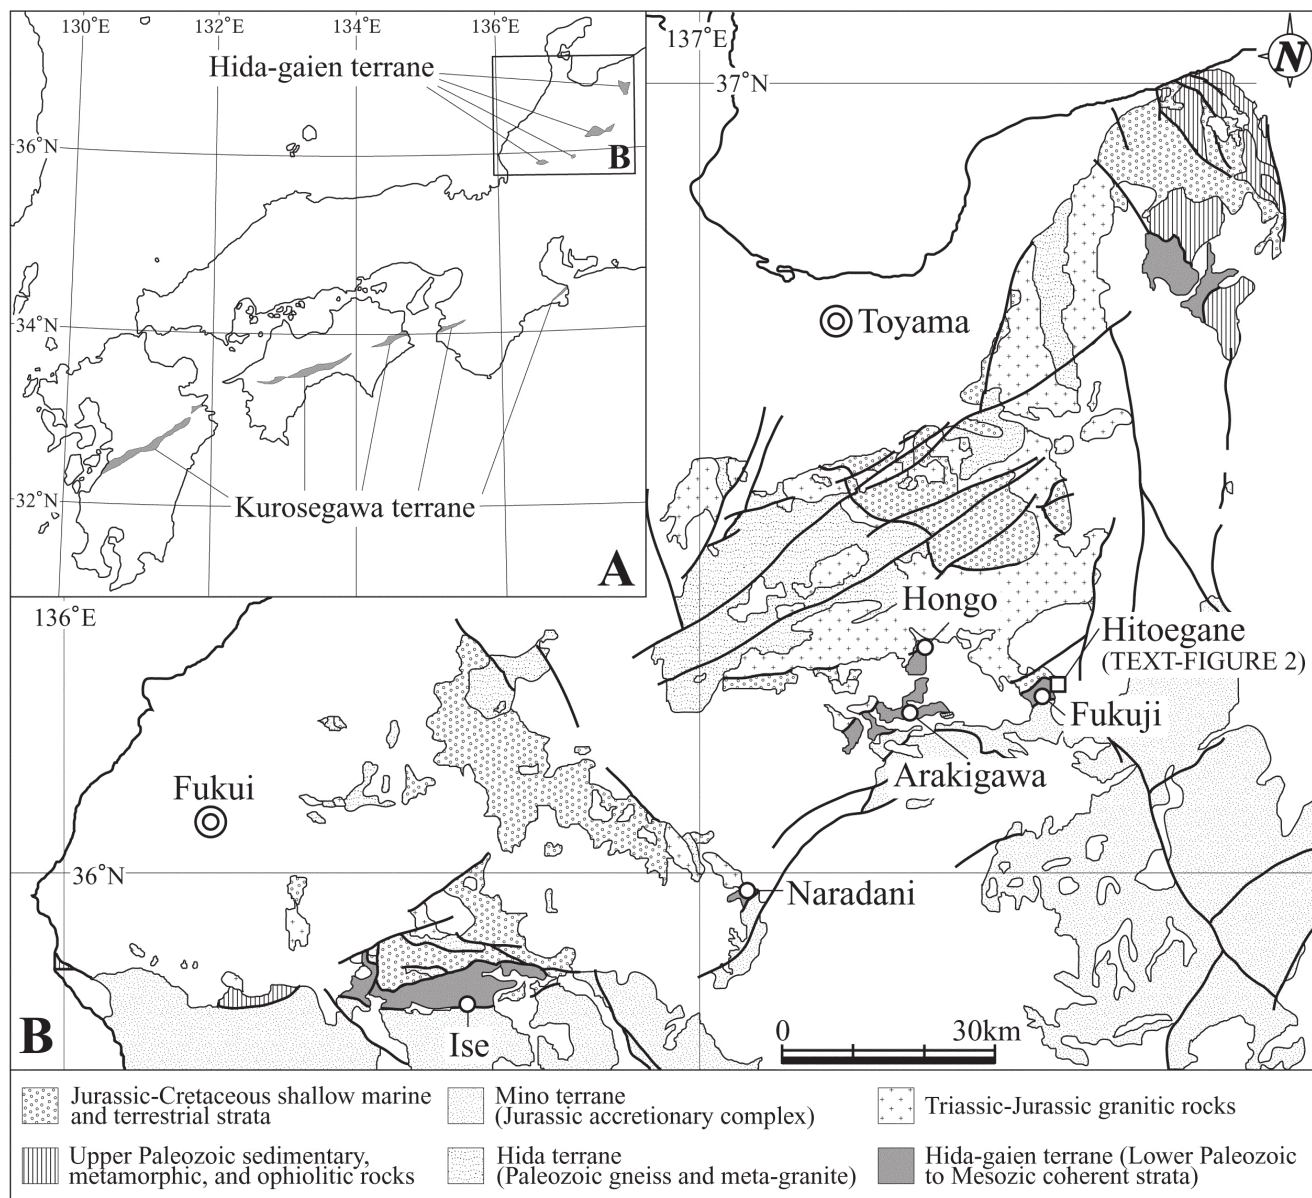 130°E
132°E
134°E
136°E
Hida-gaien terrane
36°N
B
34°N
32°N
Kurosegawa terrane
A
137°E
37°N
N
Toyama
136°E
Hongo
Hitoegane
(TEXT-FIGURE 2)
Fukuji
Arakigawa
Fukui
36°N
Naradani
Ise
B
0 30km
Jurassic-Cretaceous shallow marine
and terrestrial strata
Mino terrane
(Jurassic accretionary complex)
Triassic-Jurassic granitic rocks
Upper Paleozoic sedimentary,
metamorphic, and ophiolitic rocks
Hida terrane
(Paleozoic gneiss and meta-granite)
Hida-gaien terrane (Lower Paleozoic
to Mesozic coherent strata)